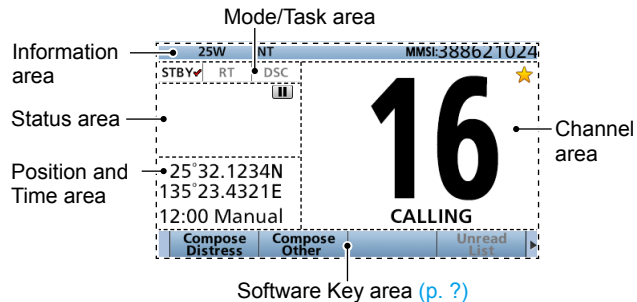 Mode/Task area
Information area
25W NT MMSI:388621024
STBY✔ RT DSC
Status area
16
Channel area
Position and Time area
25°32.1234N
135°23.4321E
12:00 Manual
CALLING
Compose Distress
Compose Other
Unread List
Software Key area (p. ?)